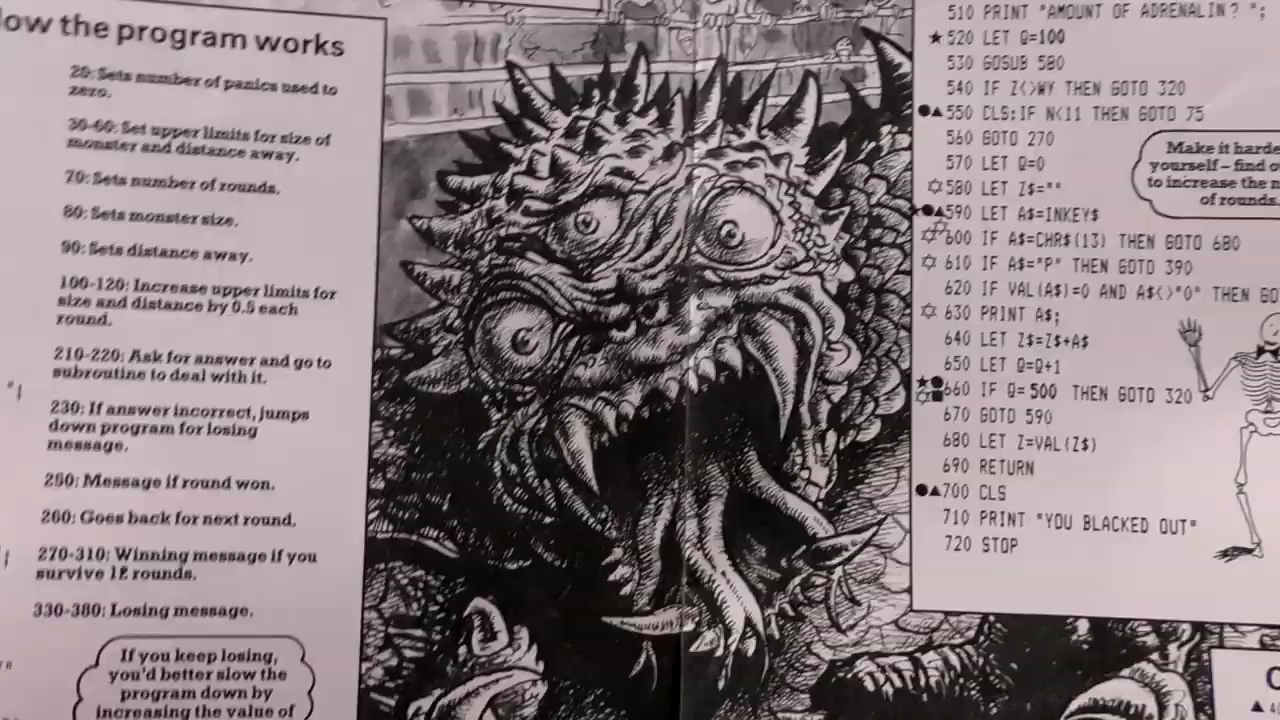 ow the program works
20: Sets number of panics used to
zero.
30-60: Set upper limits for size of
monster and distance away.
70: Sets number of rounds.
80: Sets monster size.
90: Sets distance away.
100-120: Increase upper limits for
size and distance by 0.5 each
round.
210-220: Ask for answer and go to
subroutine to deal with it.
230: If answer incorrect, jumps
down program for losing
message.
250: Message if round won.
260: Goes back for next round.
270-310: Winning message if you
survive 12 rounds.
330-380: Losing message.
If you keep losing,
you'd better slow the
program down by
increasing the value of
510 PRINT "AMOUNT OF ADRENALIN? ";
★520 LET Q=100
530 GOSUB 580
540 IF Z<>WY THEN GOTO 320
●▲550 CLS:IF N<11 THEN GOTO 75
560 GOTO 270
570 LET Q=0
✡580 LET Z$=""
★●▲590 LET A$=INKEY$
✡600 IF A$=CHR$(13) THEN GOTO 680
✡610 IF A$="P" THEN GOTO 390
620 IF VAL(A$)=0 AND A$<>"0" THEN GO
✡630 PRINT A$;
640 LET Z$=Z$+A$
650 LET Q=Q+1
★●✡■660 IF Q=500 THEN GOTO 320
670 GOTO 590
680 LET Z=VAL(Z$)
690 RETURN
●▲700 CLS
710 PRINT "YOU BLACKED OUT"
720 STOP
Make it harde
yourself – find o
to increase the n
of rounds.